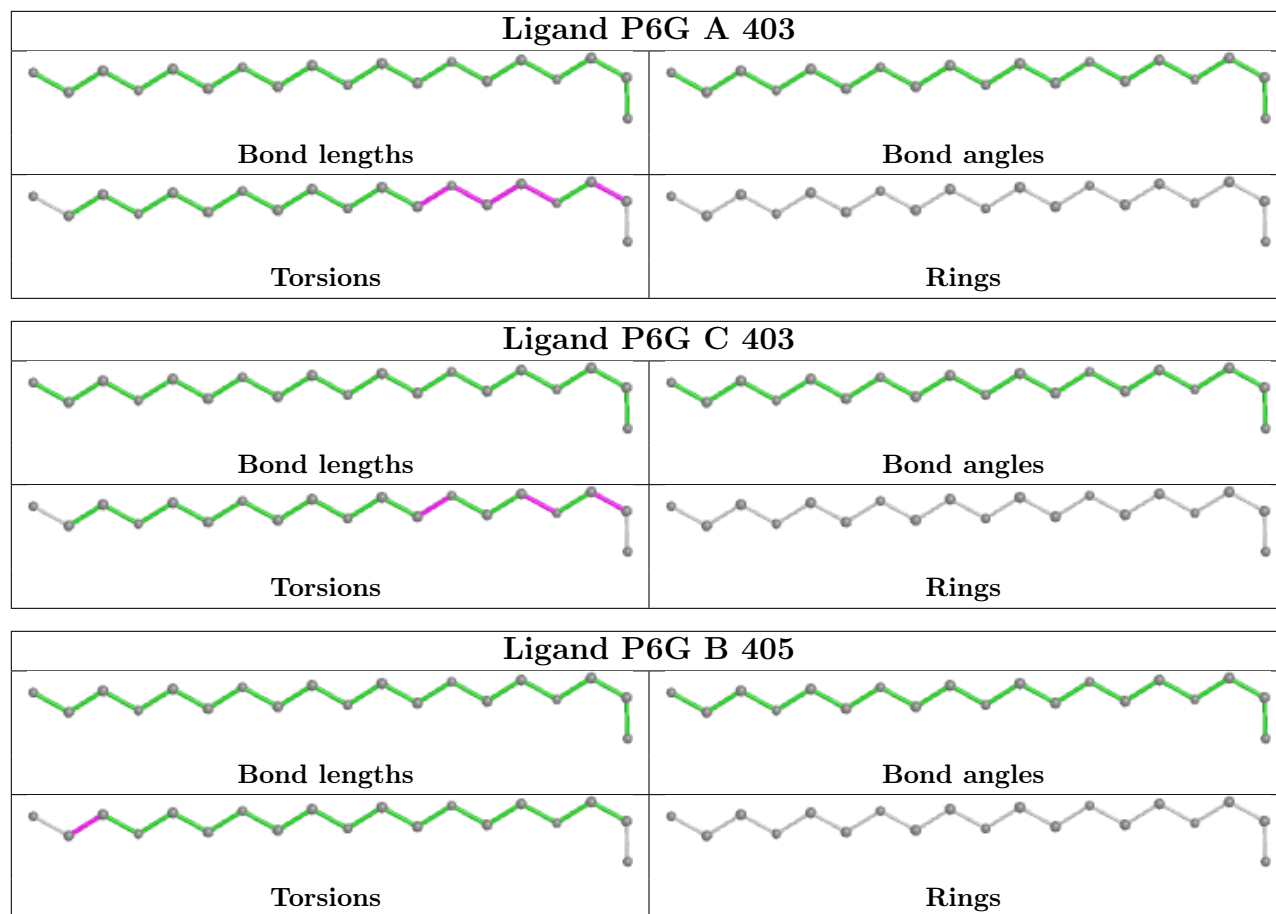 Ligand P6G A 403
Bond lengths Bond angles
Torsions Rings
Ligand P6G C 403
Bond lengths Bond angles
Torsions Rings
Ligand P6G B 405
Bond lengths Bond angles
Torsions Rings